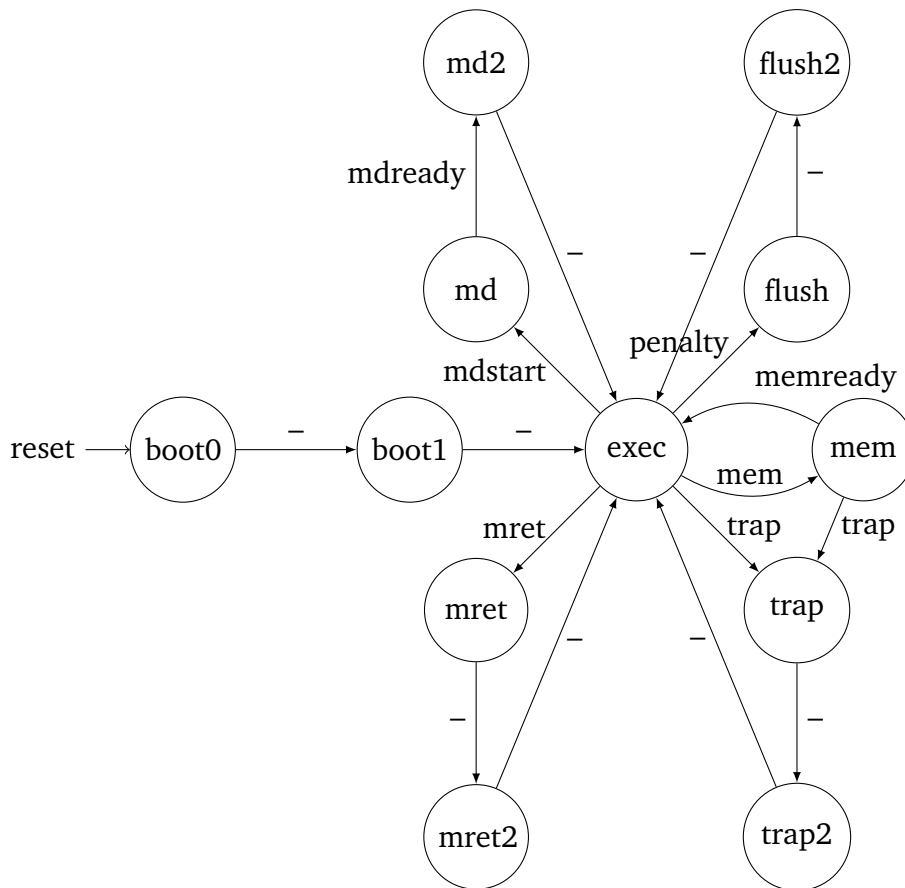 md2
flush2
mdready
–
–
–
md
flush
penalty
mdstart
memready
reset
boot0
–
boot1
–
exec
mem
mem
mret
trap
trap
mret
trap
–
–
–
–
mret2
trap2